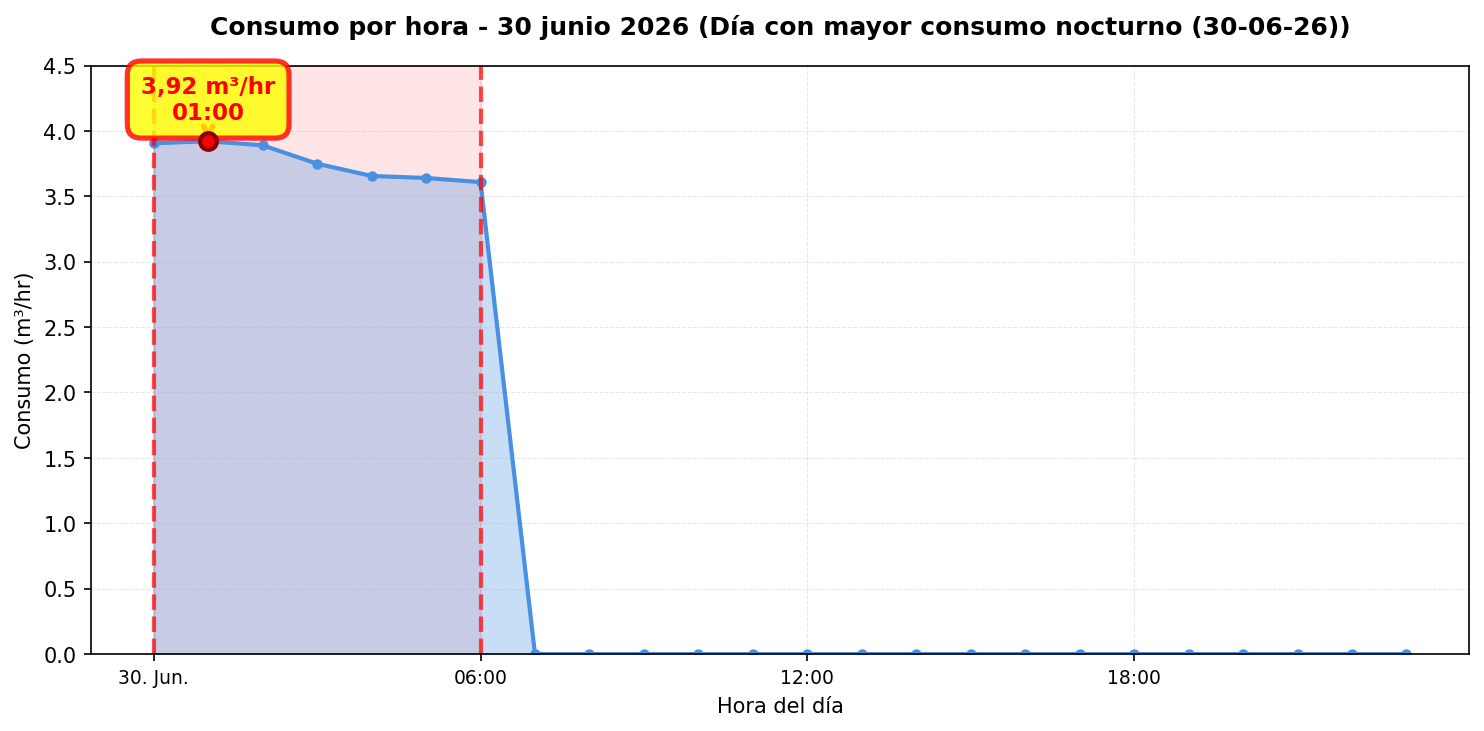 Consumo por hora - 30 junio 2026 (Día con mayor consumo nocturno (30-06-26))
3,92 m³/hr
01:00
Consumo (m³/hr)
4.5
4.0
3.5
3.0
2.5
2.0
1.5
1.0
0.5
0.0
30. Jun.
06:00
12:00
18:00
Hora del día